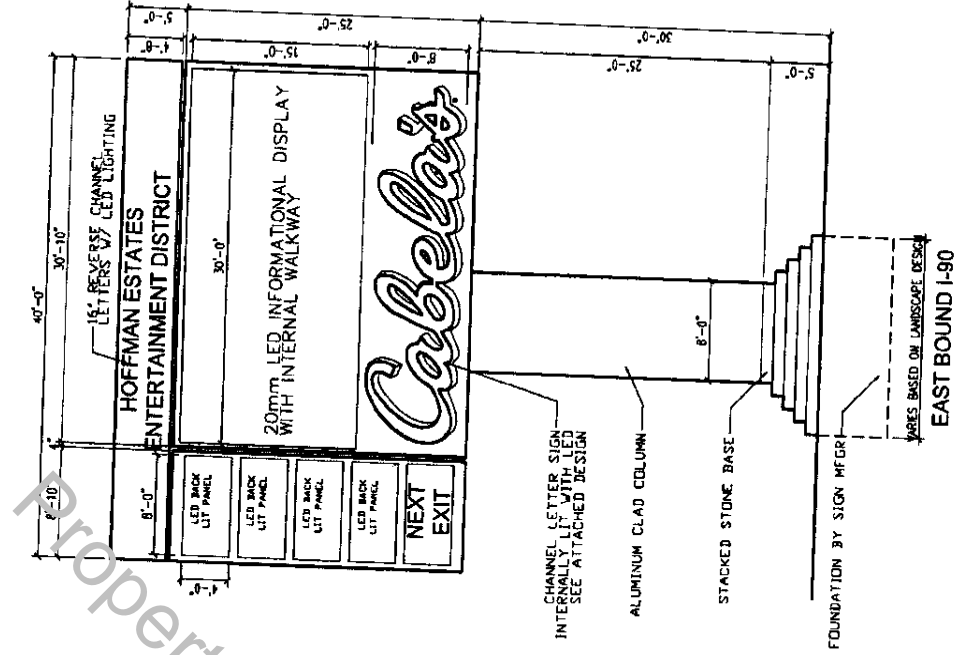 40'-0"
30'-10"
16" REVERSE CHANNEL
LETTERS W/ LED LIGHTING
5'-0"
4'-8"
HOFFMAN ESTATES
ENTERTAINMENT DISTRICT
30'-0"
25'-0"
15'-0"
20mm LED INFORMATIONAL DISPLAY
WITH INTERNAL WALKWAY
8'-0"
Cabela's
8'-0"
4'-0"
LED BACK
LIT PANEL
LED BACK
LIT PANEL
LED BACK
LIT PANEL
LED BACK
LIT PANEL
NEXT
EXIT
30'-0"
25'-0"
5'-0"
CHANNEL LETTER SIGN
INTERNALLY LIT WITH LED
SEE ATTACHED DESIGN
ALUMINUM CLAD COLUMN
STACKED STONE BASE
FOUNDATION BY SIGN MFGR
VARIES BASED ON LANDSCAPE DESIGN
EAST BOUND I-90